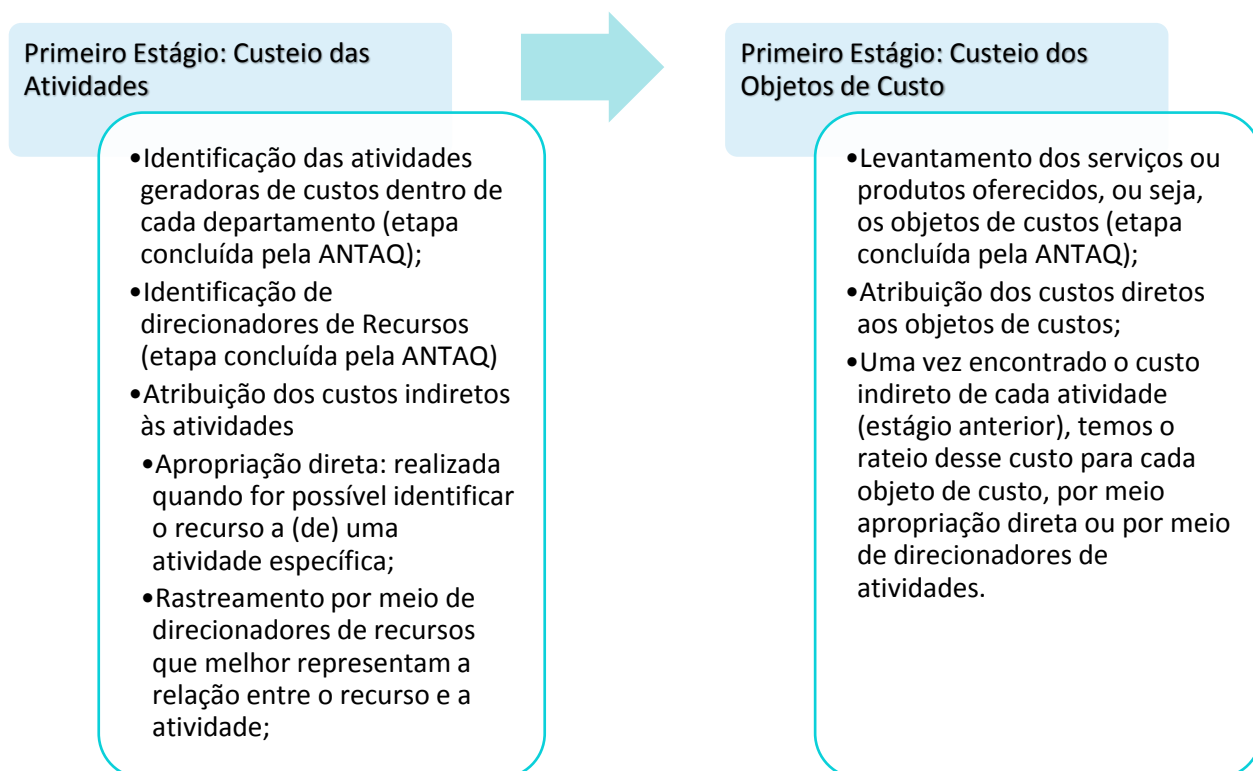 Primeiro Estágio: Custeio das
Atividades
•Identificação das atividades
geradoras de custos dentro de
cada departamento (etapa
concluída pela ANTAQ);
•Identificação de
direcionadores de Recursos
(etapa concluída pela ANTAQ)
•Atribuição dos custos indiretos
às atividades
•Apropriação direta: realizada
quando for possível identificar
o recurso a (de) uma
atividade específica;
•Rastreamento por meio de
direcionadores de recursos
que melhor representam a
relação entre o recurso e a
atividade;
Primeiro Estágio: Custeio dos
Objetos de Custo
•Levantamento dos serviços ou
produtos oferecidos, ou seja,
os objetos de custos (etapa
concluída pela ANTAQ);
•Atribuição dos custos diretos
aos objetos de custos;
•Uma vez encontrado o custo
indireto de cada atividade
(estágio anterior), temos o
rateio desse custo para cada
objeto de custo, por meio
apropriação direta ou por meio
de direcionadores de
atividades.